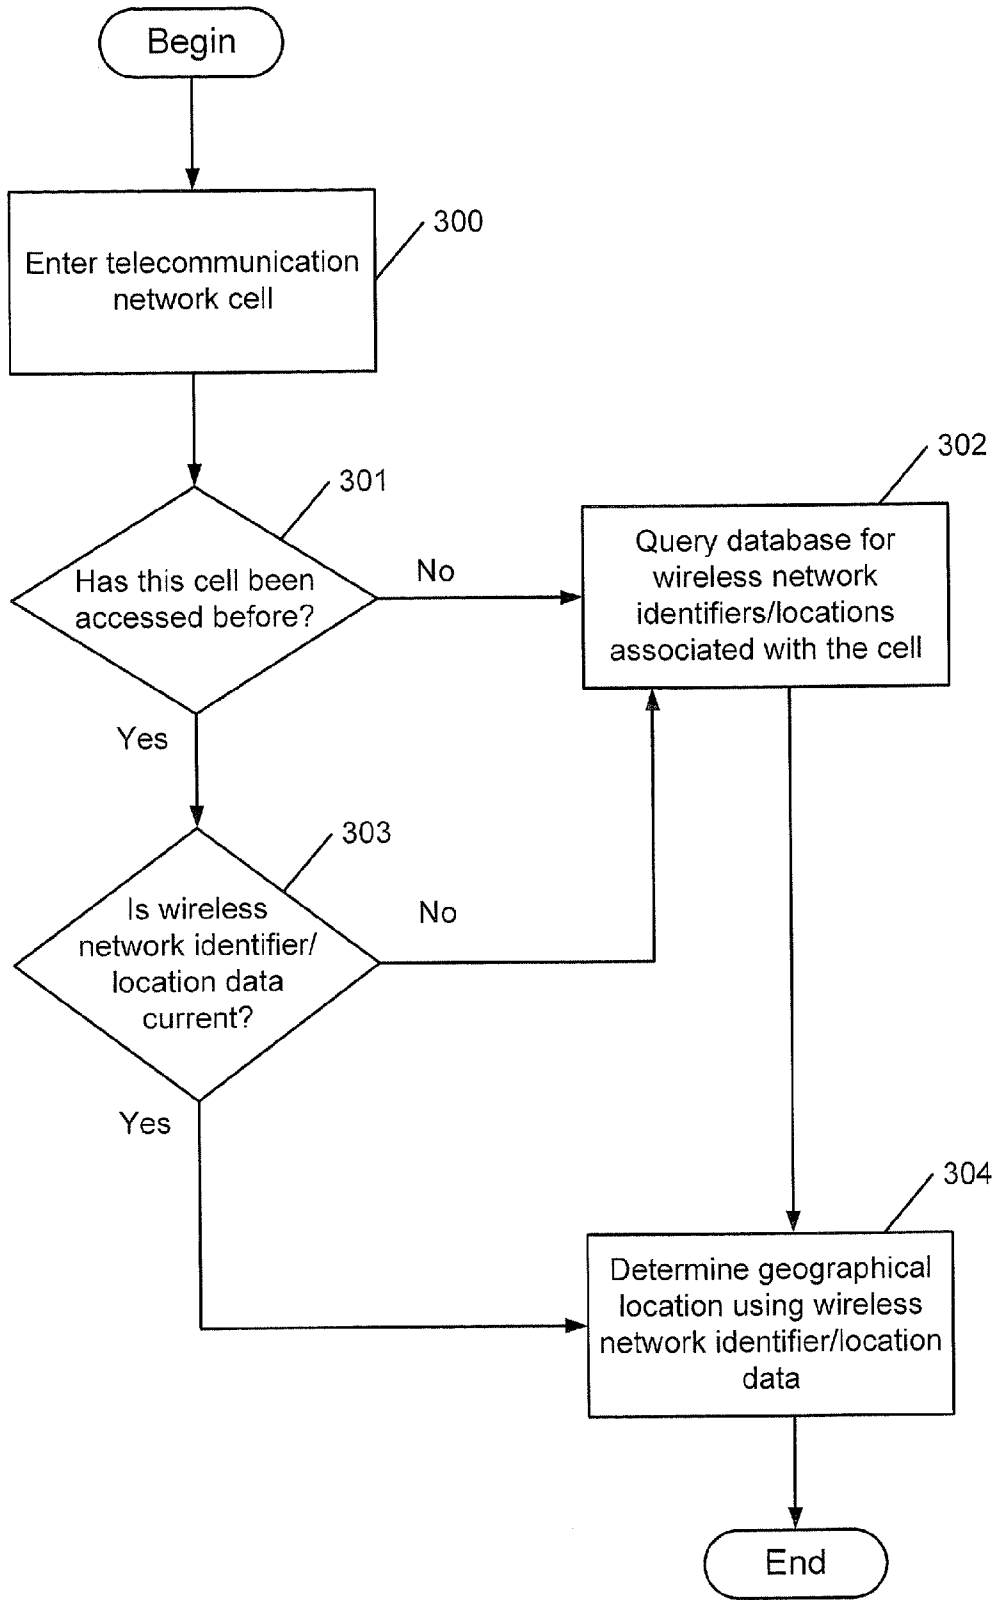 Begin
300
Enter telecommunication
network cell
301
Has this cell been
accessed before?
No
302
Query database for
wireless network
identifiers/locations
associated with the cell
Yes
303
Is wireless
network identifier/
location data
current?
No
Yes
304
Determine geographical
location using wireless
network identifier/location
data
End